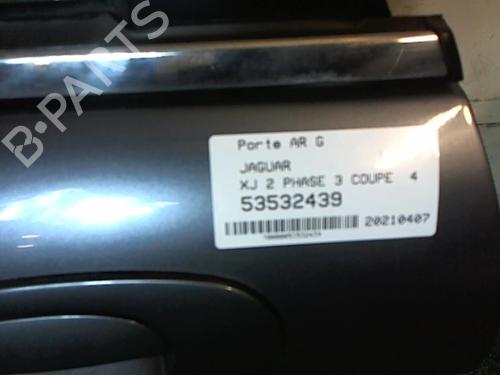 B-PARTS
Porte AR G
JAGUAR
XJ 2 PHASE 3 COUPE 4
53532439
20210407